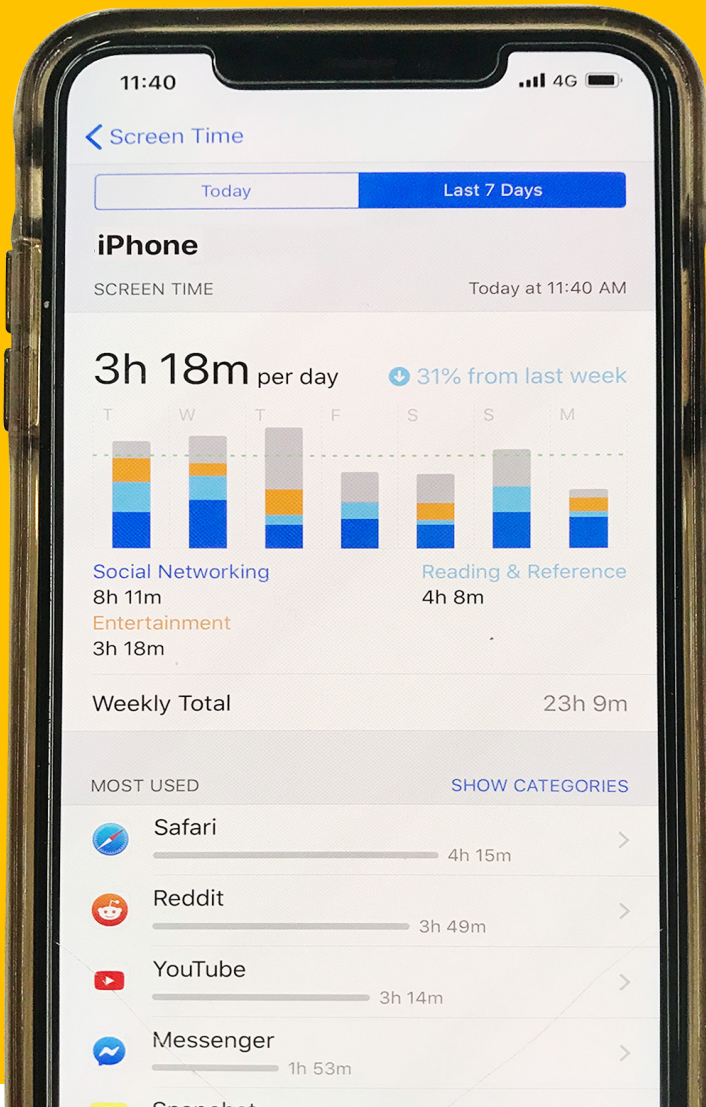 11:40 4G
Screen Time
Today Last 7 Days
iPhone
SCREEN TIME Today at 11:40 AM
3h 18m per day 31% from last week
T W T F S S M
Social Networking Reading & Reference
8h 11m 4h 8m
Entertainment
3h 18m
Weekly Total 23h 9m
MOST USED SHOW CATEGORIES
Safari
4h 15m
Reddit
3h 49m
YouTube
3h 14m
Messenger
1h 53m